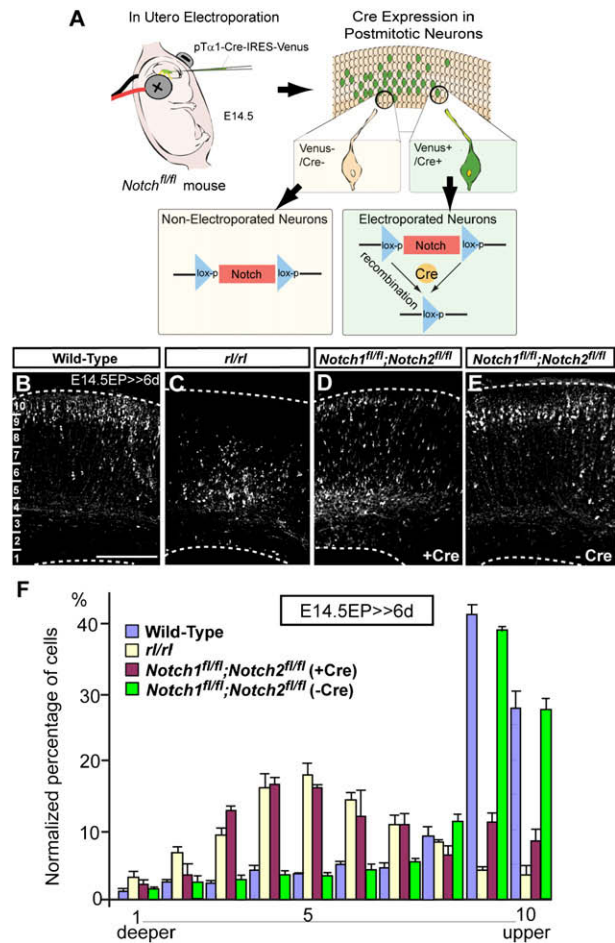 A
In Utero Electroporation
pTα1-Cre-IRES-Venus
E14.5
Notchfl/fl mouse
Cre Expression in
Postmitotic Neurons
Venus-
/Cre-
Venus+
/Cre+
Non-Electroporated Neurons
lox-p Notch lox-p
Electroporated Neurons
lox-p Notch lox-p
Cre
recombination
lox-p
Wild-Type
rl/rl
Notch1fl/fl;Notch2fl/fl
Notch1fl/fl;Notch2fl/fl
B E14.5EP>>6d
10
9
8
7
6
5
4
3
2
1
C
D
+Cre
E
- Cre
F
%
E14.5EP>>6d
Wild-Type
rl/rl
Notch1fl/fl;Notch2fl/fl (+Cre)
Notch1fl/fl;Notch2fl/fl (-Cre)
Normalized percentage of cells
40
30
20
10
0
1 5 10
deeper upper